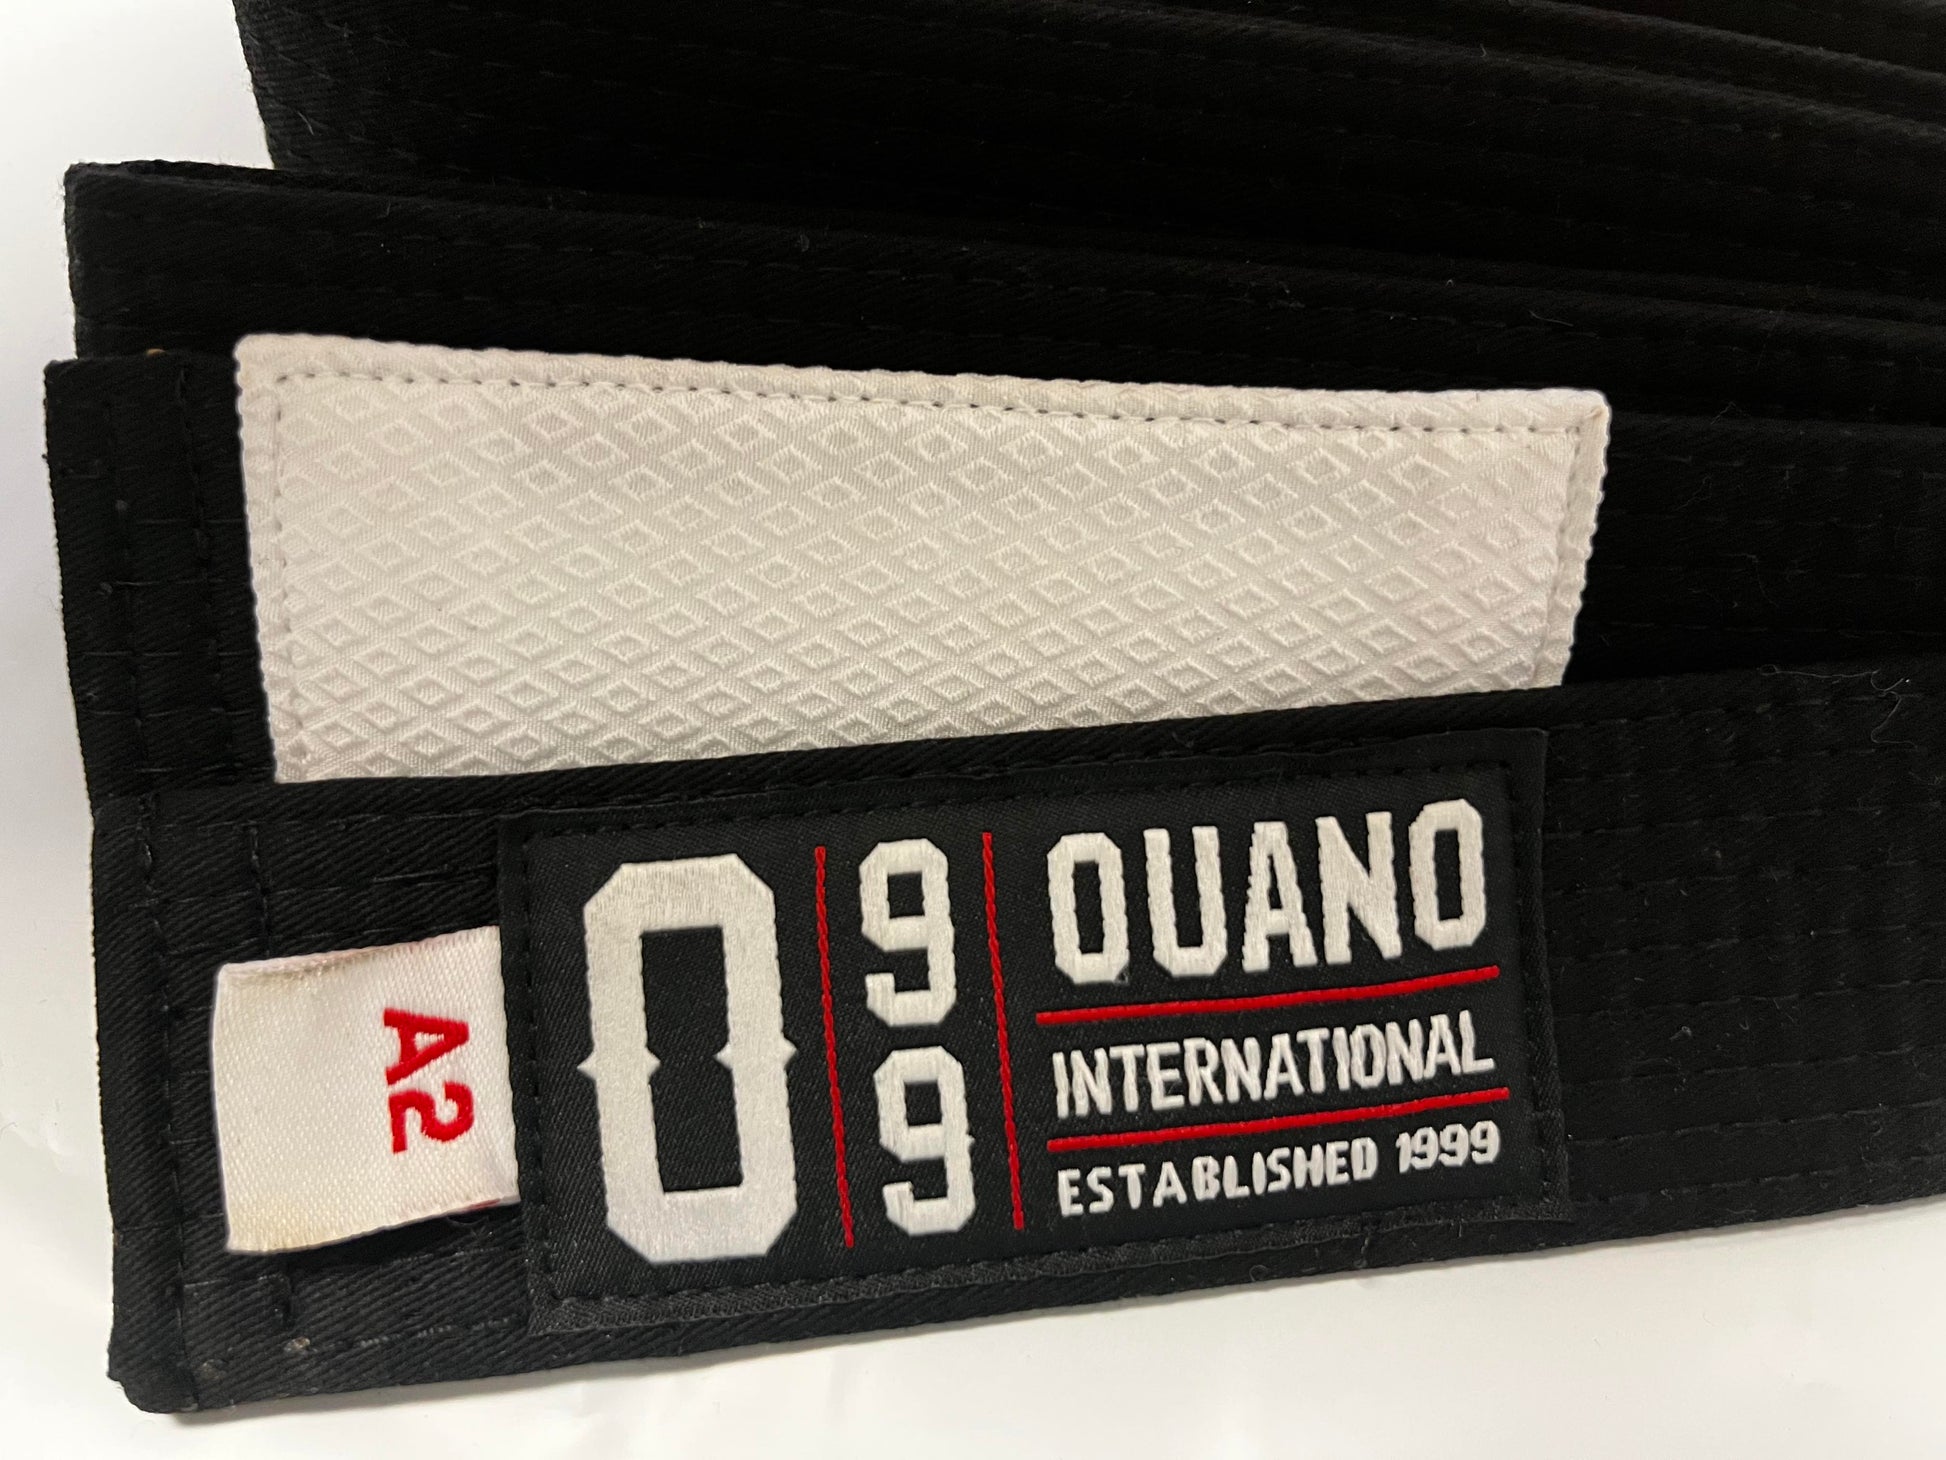 A2
0
9
9
OUANO
INTERNATIONAL
ESTABLISHED 1999